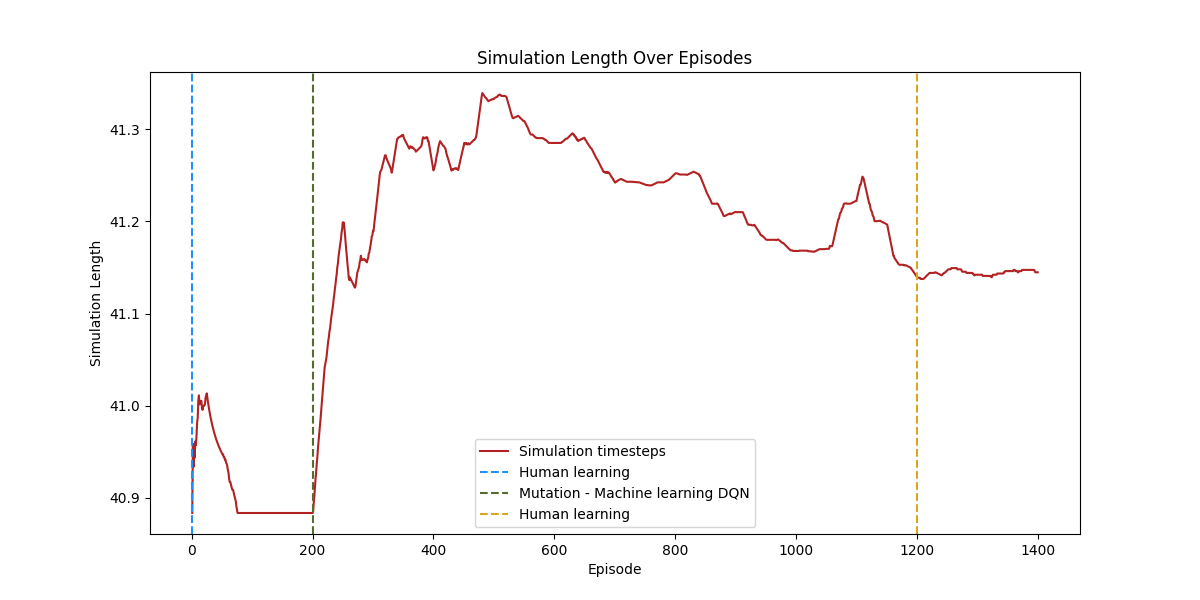 Simulation Length Over Episodes
Simulation Length
41.3
41.2
41.1
41.0
40.9
Simulation timesteps
Human learning
Mutation - Machine learning DQN
Human learning
0 200 400 600 800 1000 1200 1400
Episode